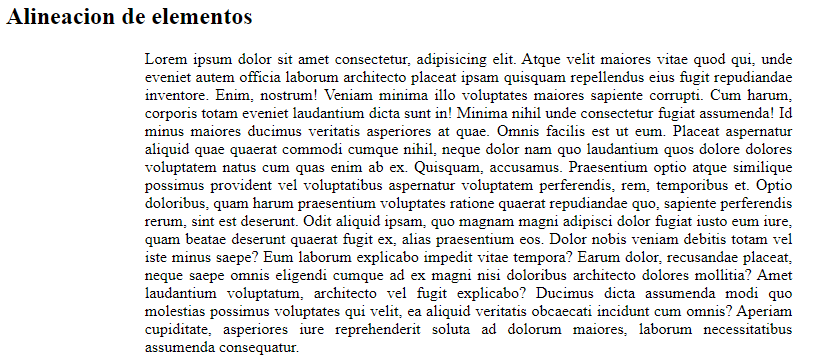 Alineacion de elementos
Lorem ipsum dolor sit amet consectetur, adipisicing elit. Atque velit maiores vitae quod qui, unde
eveniet autem officia laborum architecto placeat ipsam quisquam repellendus eius fugit repudiandae
inventore. Enim, nostrum! Veniam minima illo voluptates maiores sapiente corrupti. Cum harum,
corporis totam eveniet laudantium dicta sunt in! Minima nihil unde consectetur fugiat assumenda! Id
minus maiores ducimus veritatis asperiores at quae. Omnis facilis est ut eum. Placeat aspernatur
aliquid quae quaerat commodi cumque nihil, neque dolor nam quo laudantium quos dolore dolores
voluptatem natus cum quas enim ab ex. Quisquam, accusamus. Praesentium optio atque similique
possimus provident vel voluptatibus aspernatur voluptatem perferendis, rem, temporibus et. Optio
doloribus, quam harum praesentium voluptates ratione quaerat repudiandae quo, sapiente perferendis
rerum, sint est deserunt. Odit aliquid ipsam, quo magnam magni adipisci dolor fugiat iusto eum iure,
quam beatae deserunt quaerat fugit ex, alias praesentium eos. Dolor nobis veniam debitis totam vel
iste minus saepe? Eum laborum explicabo impedit vitae tempora? Earum dolor, recusandae placeat,
neque saepe omnis eligendi cumque ad ex magni nisi doloribus architecto dolores mollitia? Amet
laudantium voluptatum, architecto vel fugit explicabo? Ducimus dicta assumenda modi quo
molestias possimus voluptates qui velit, ea aliquid veritatis obcaecati incidunt cum omnis? Aperiam
cupiditate, asperiores iure reprehenderit soluta ad dolorum maiores, laborum necessitatibus
assumenda consequatur.